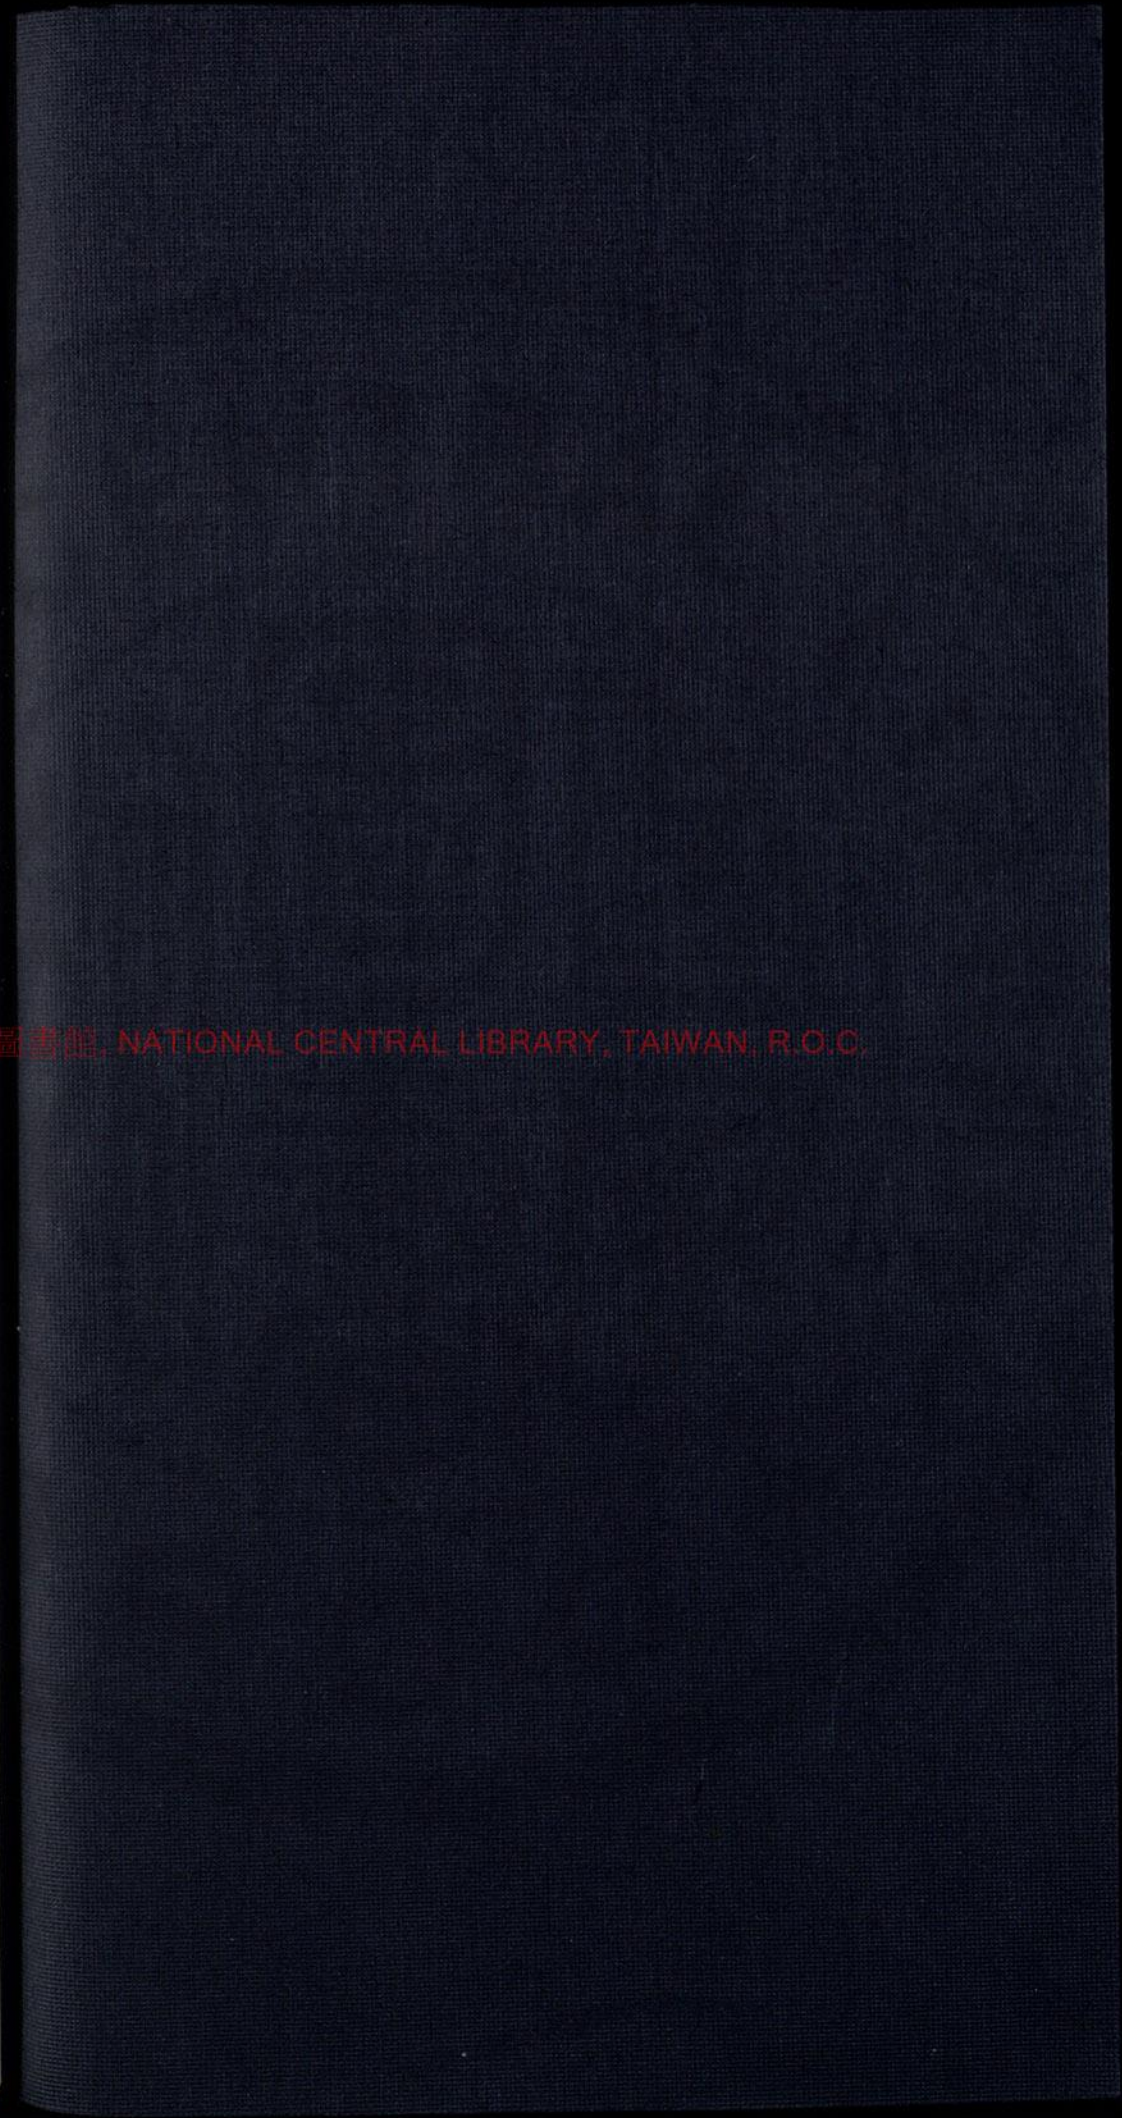 圖書館, NATIONAL CENTRAL LIBRARY, TAIWAN, R.O.C.